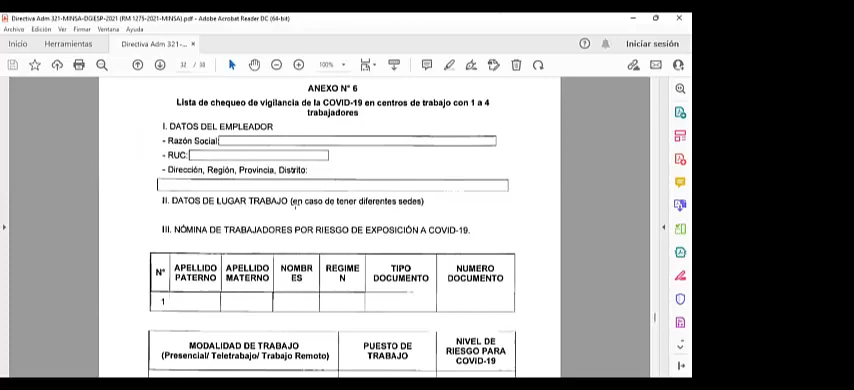 Directiva Adm 321-MINSA-DGIESP-2021 (RM 1275-2021-MINSA).pdf - Adobe Acrobat Reader DC (64-bit)
Archivo Edición Ver Firmar Ventana Ayuda
Inicio Herramientas Directiva Adm 321-... × Iniciar sesión
32 / 38 100%
ANEXO N° 6
Lista de chequeo de vigilancia de la COVID-19 en centros de trabajo con 1 a 4
trabajadores
I. DATOS DEL EMPLEADOR
- Razón Social
- RUC:
- Dirección, Región, Provincia, Distrito:
II. DATOS DE LUGAR TRABAJO (en caso de tener diferentes sedes)
III. NÓMINA DE TRABAJADORES POR RIESGO DE EXPOSICIÓN A COVID-19.
N° APELLIDO APELLIDO NOMBR REGIME TIPO NUMERO
PATERNO MATERNO ES N DOCUMENTO DOCUMENTO
1
MODALIDAD DE TRABAJO PUESTO DE NIVEL DE
(Presencial/ Teletrabajo/ Trabajo Remoto) TRABAJO RIESGO PARA
COVID-19